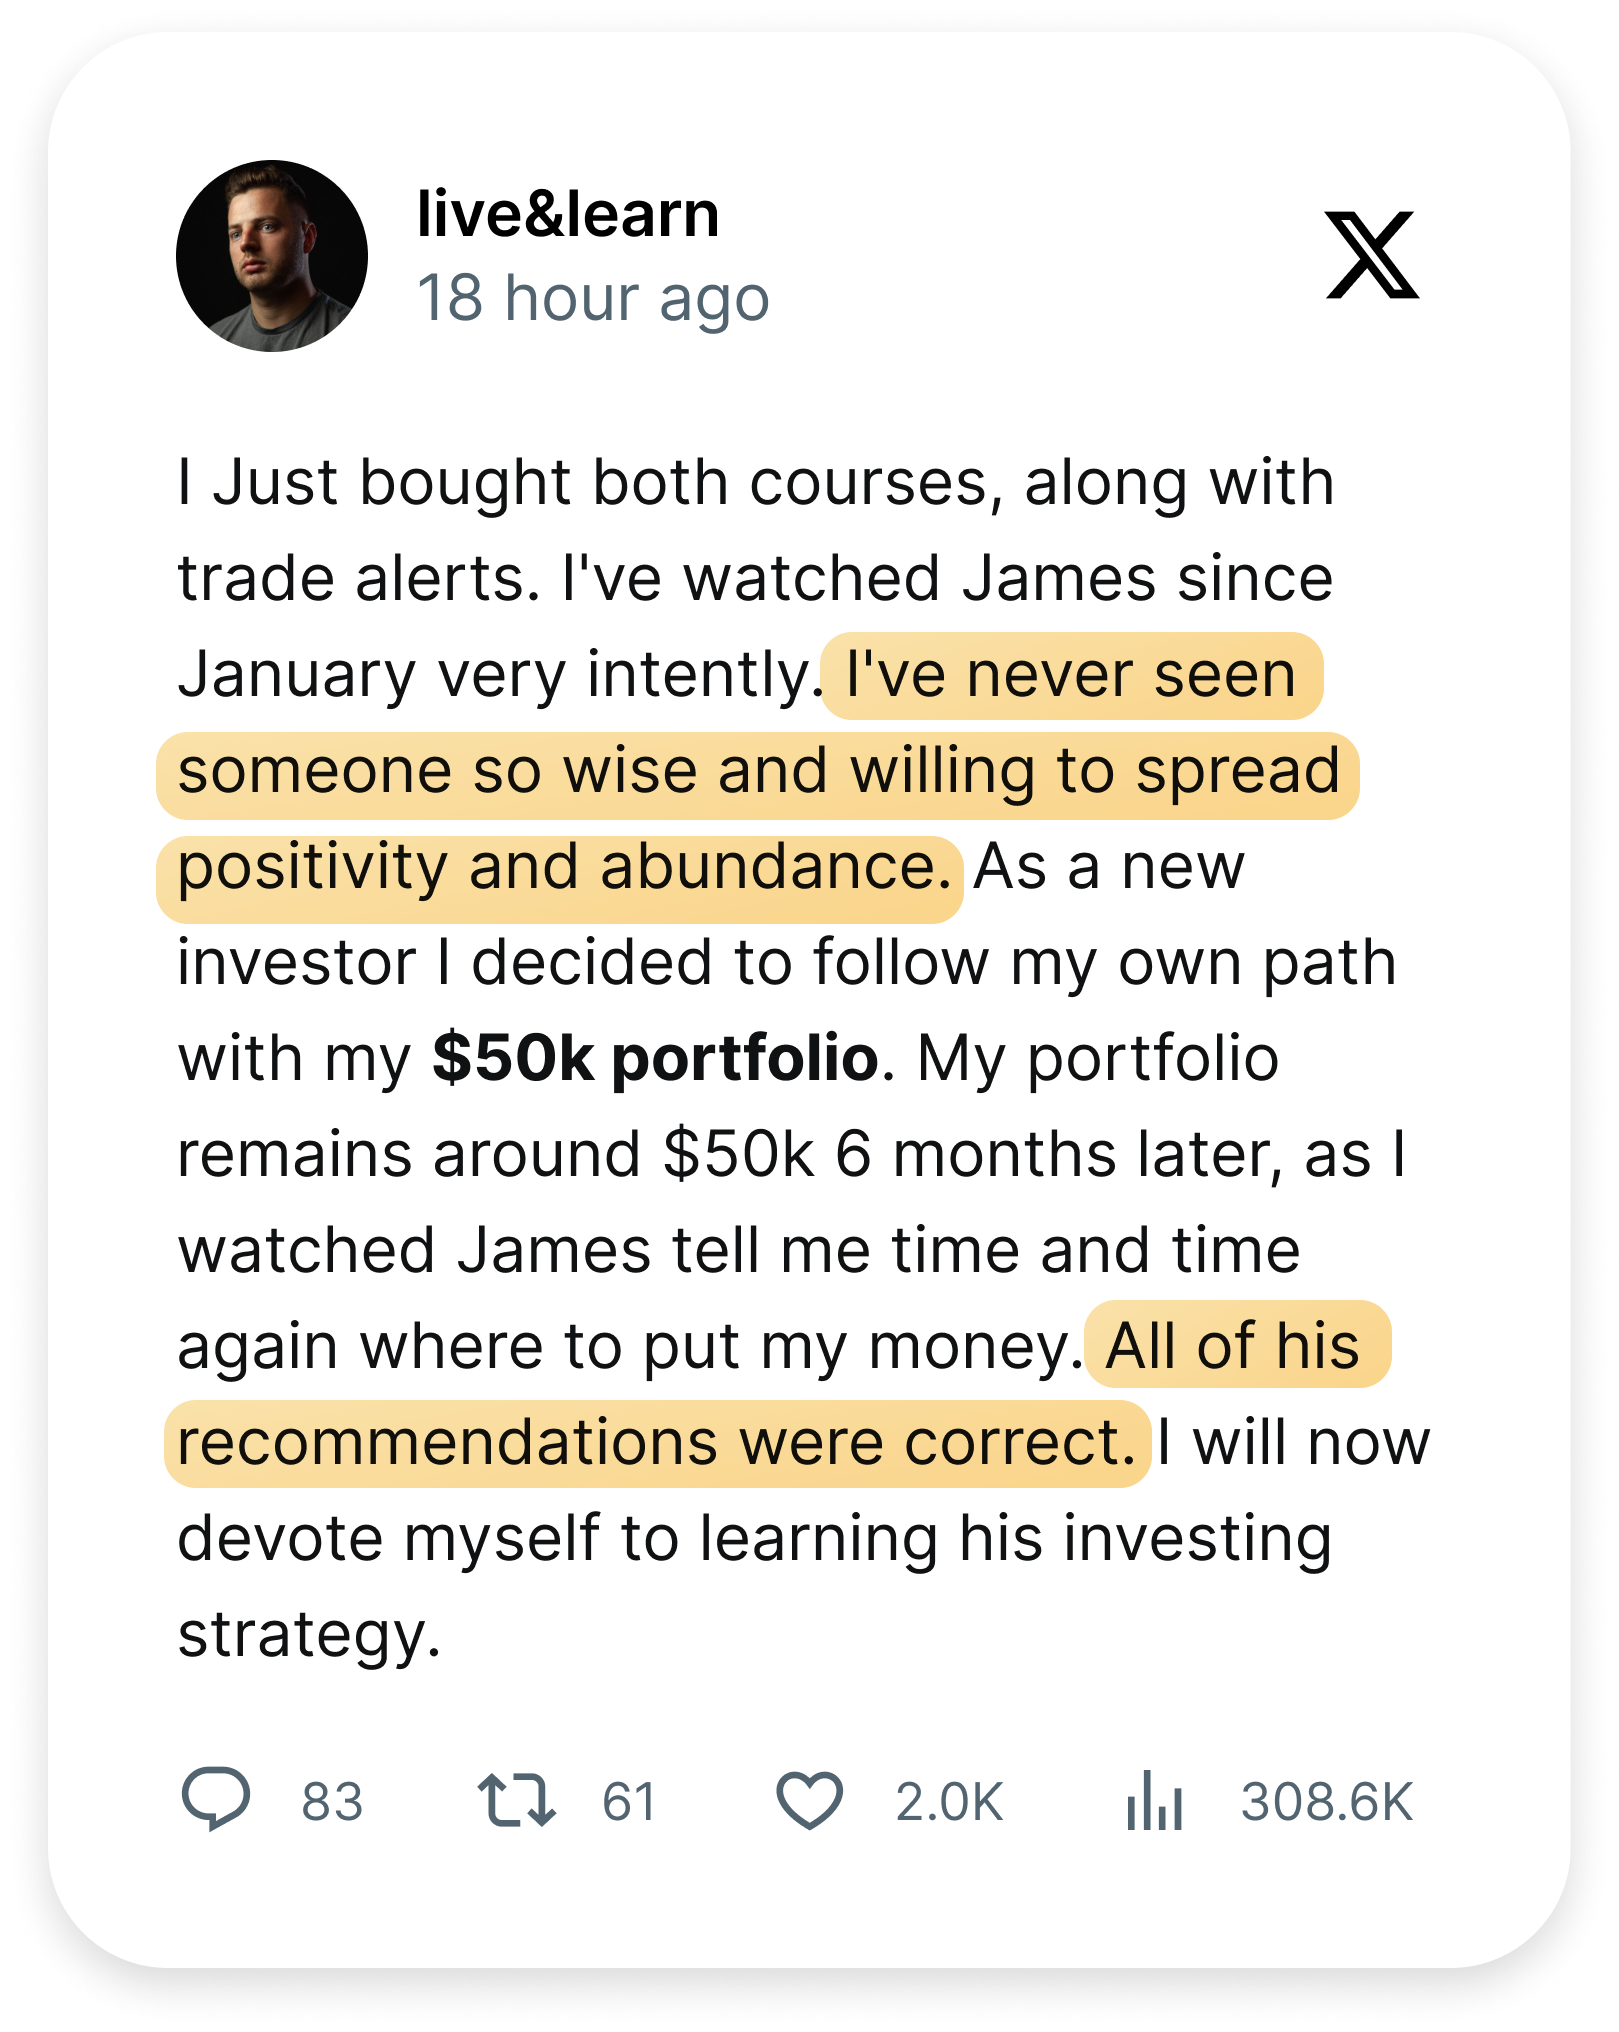 live&learn
18 hour ago
I Just bought both courses, along with
trade alerts. I've watched James since
January very intently. I've never seen
someone so wise and willing to spread
positivity and abundance. As a new
investor I decided to follow my own path
with my $50k portfolio. My portfolio
remains around $50k 6 months later, as I
watched James tell me time and time
again where to put my money. All of his
recommendations were correct. I will now
devote myself to learning his investing
strategy.
83 61 2.0K 308.6K